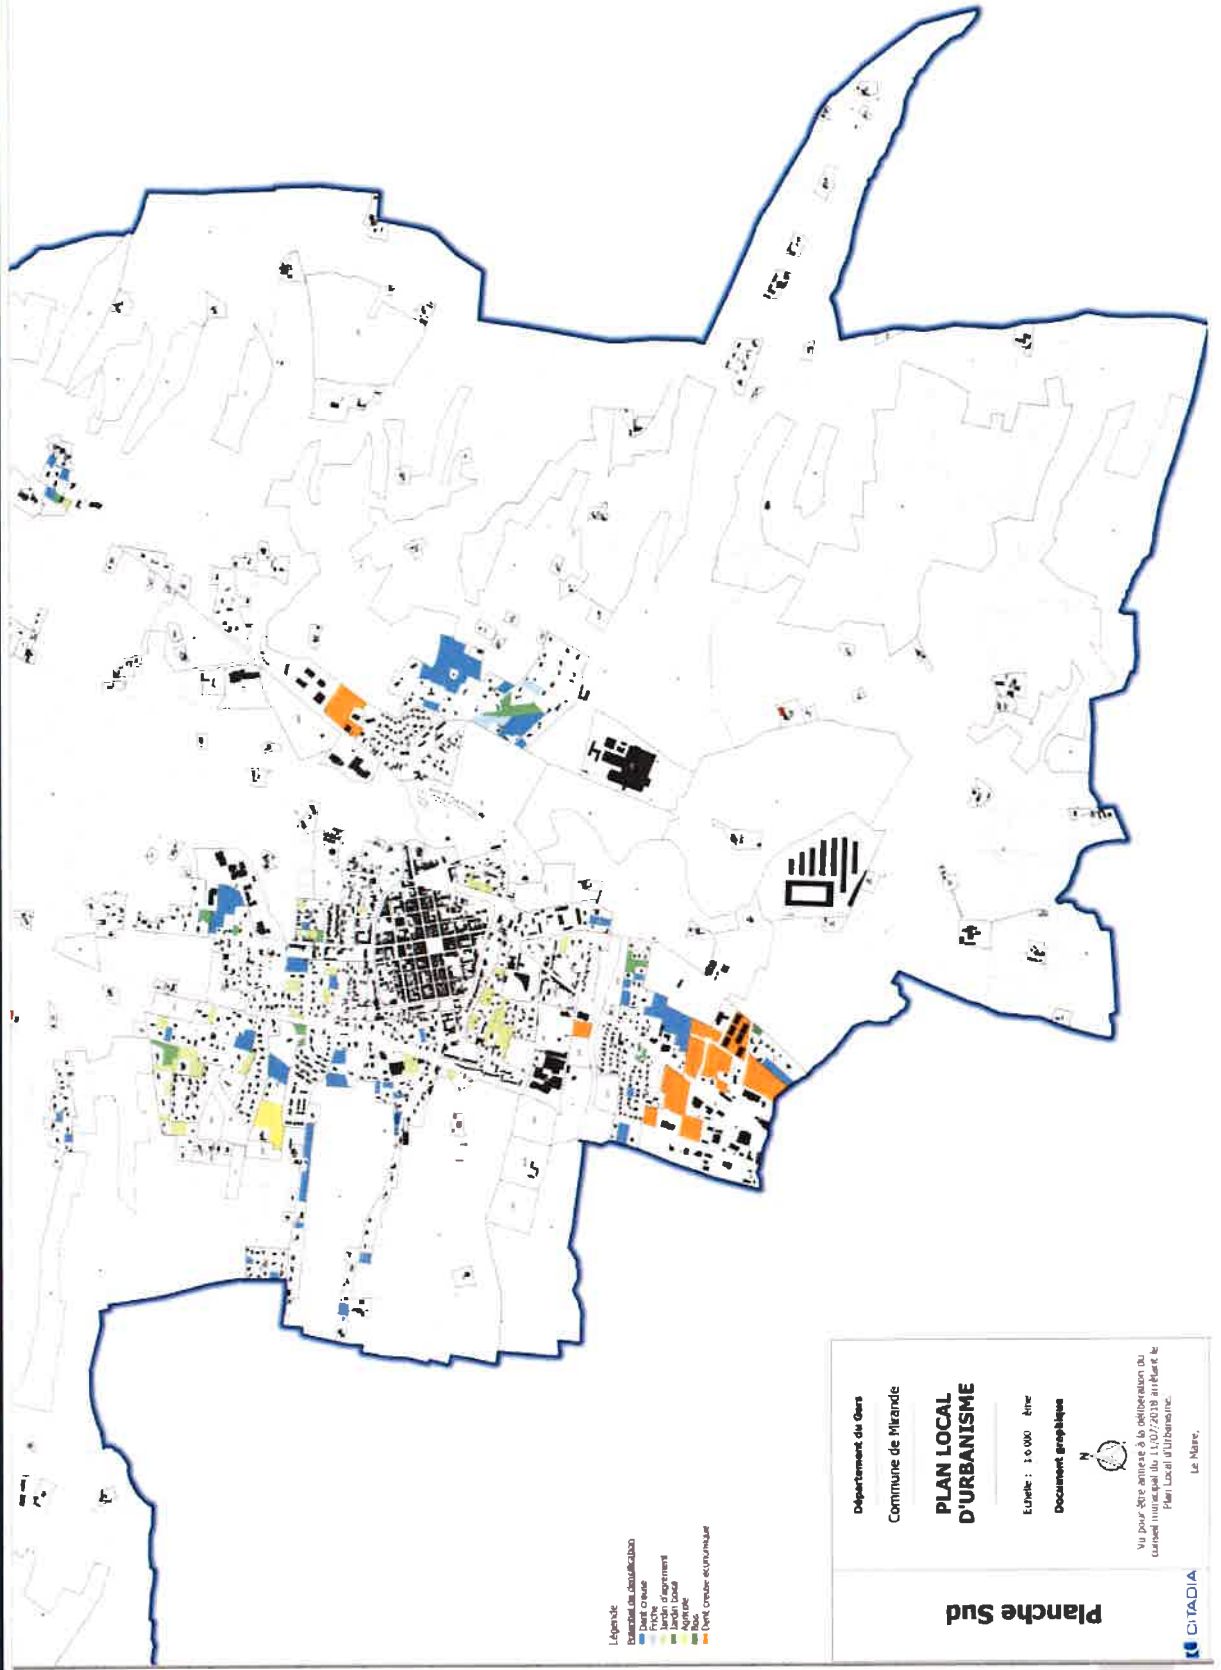 Légende
Potentiel de densification
Dent creuse
Friche
Jardin d'agrément
Jardin boisé
Agricole
Bois
Dent creuse économique
Département du Gers
Commune de Mirande
PLAN LOCAL
D'URBANISME
Echelle : 1:6 000 ème
Document graphique
N
Vu pour être annexé à la délibération du
conseil municipal du 11/07/2018 arrêtant le
Plan Local d'Urbanisme.
Le Maire,
Planche Sud
CITADIA